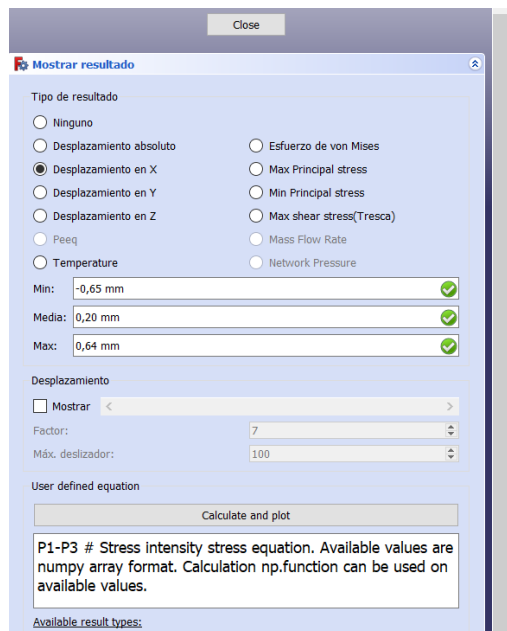 Close
Mostrar resultado
Tipo de resultado
Ninguno
Desplazamiento absoluto
Esfuerzo de von Mises
Desplazamiento en X
Max Principal stress
Desplazamiento en Y
Min Principal stress
Desplazamiento en Z
Max shear stress(Tresca)
Peeq
Mass Flow Rate
Temperature
Network Pressure
Min: -0,65 mm
Media: 0,20 mm
Max: 0,64 mm
Desplazamiento
Mostrar
Factor: 7
Máx. deslizador: 100
User defined equation
Calculate and plot
P1-P3 # Stress intensity stress equation. Available values are
numpy array format. Calculation np.function can be used on
available values.
Available result types: